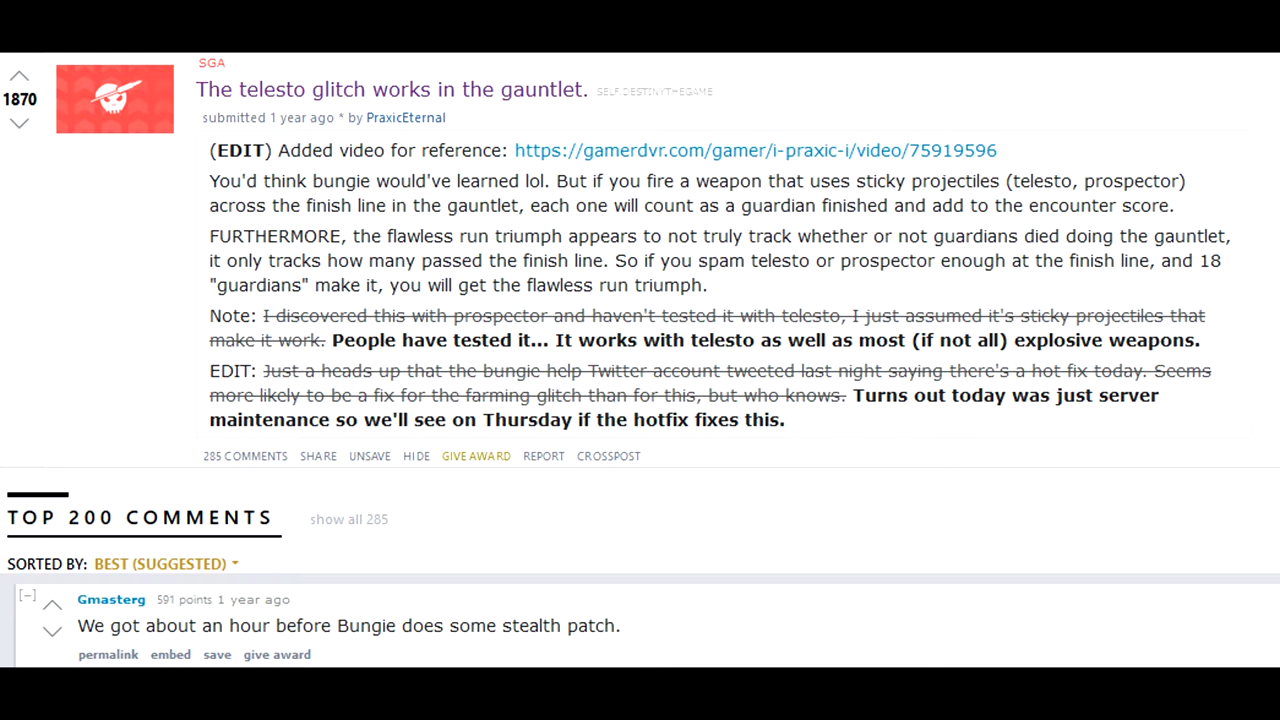 SGA
The telesto glitch works in the gauntlet. SELF.DESTINYTHEGAME
1870
submitted 1 year ago * by PraxicEternal
(EDIT) Added video for reference: https://gamerdvr.com/gamer/i-praxic-i/video/75919596
You'd think bungie would've learned lol. But if you fire a weapon that uses sticky projectiles (telesto, prospector)
across the finish line in the gauntlet, each one will count as a guardian finished and add to the encounter score.
FURTHERMORE, the flawless run triumph appears to not truly track whether or not guardians died doing the gauntlet,
it only tracks how many passed the finish line. So if you spam telesto or prospector enough at the finish line, and 18
"guardians" make it, you will get the flawless run triumph.
Note: I discovered this with prospector and haven't tested it with telesto, I just assumed it's sticky projectiles that
make it work. People have tested it... It works with telesto as well as most (if not all) explosive weapons.
EDIT: Just a heads up that the bungie help Twitter account tweeted last night saying there's a hot fix today. Seems
more likely to be a fix for the farming glitch than for this, but who knows. Turns out today was just server
maintenance so we'll see on Thursday if the hotfix fixes this.
285 COMMENTS SHARE UNSAVE HIDE GIVE AWARD REPORT CROSSPOST
TOP 200 COMMENTS show all 285
SORTED BY: BEST (SUGGESTED)
[–] Gmasterg 591 points 1 year ago
We got about an hour before Bungie does some stealth patch.
permalink embed save give award